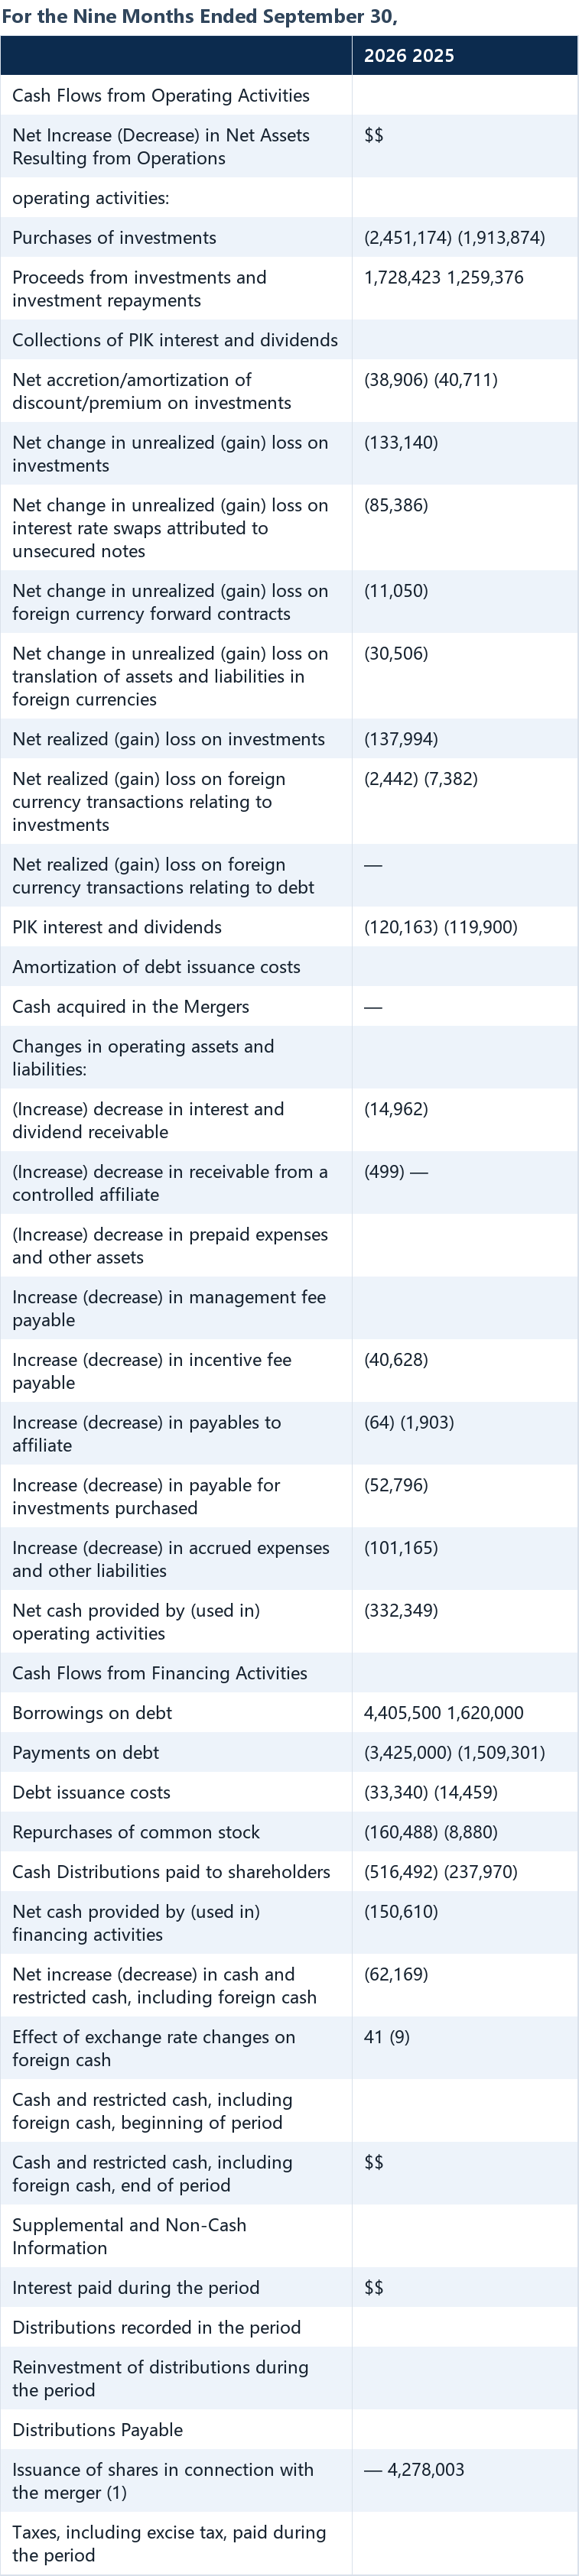 For the Nine Months Ended September 30,
2026 2025
Cash Flows from Operating Activities
Net Increase (Decrease) in Net Assets
Resulting from Operations
$$
operating activities:
Purchases of investments
(2,451,174) (1,913,874)
Proceeds from investments and
investment repayments
1,728,423 1,259,376
Collections of PIK interest and dividends
Net accretion/amortization of
discount/premium on investments
(38,906) (40,711)
Net change in unrealized (gain) loss on
investments
(133,140)
Net change in unrealized (gain) loss on
interest rate swaps attributed to
unsecured notes
(85,386)
Net change in unrealized (gain) loss on
foreign currency forward contracts
(11,050)
Net change in unrealized (gain) loss on
translation of assets and liabilities in
foreign currencies
(30,506)
Net realized (gain) loss on investments
(137,994)
Net realized (gain) loss on foreign
currency transactions relating to
investments
(2,442) (7,382)
Net realized (gain) loss on foreign
currency transactions relating to debt
—
PIK interest and dividends
(120,163) (119,900)
Amortization of debt issuance costs
Cash acquired in the Mergers
—
Changes in operating assets and
liabilities:
(Increase) decrease in interest and
dividend receivable
(14,962)
(Increase) decrease in receivable from a
controlled affiliate
(499) —
(Increase) decrease in prepaid expenses
and other assets
Increase (decrease) in management fee
payable
Increase (decrease) in incentive fee
payable
(40,628)
Increase (decrease) in payables to
affiliate
(64) (1,903)
Increase (decrease) in payable for
investments purchased
(52,796)
Increase (decrease) in accrued expenses
and other liabilities
(101,165)
Net cash provided by (used in)
operating activities
(332,349)
Cash Flows from Financing Activities
Borrowings on debt
4,405,500 1,620,000
Payments on debt
(3,425,000) (1,509,301)
Debt issuance costs
(33,340) (14,459)
Repurchases of common stock
(160,488) (8,880)
Cash Distributions paid to shareholders
(516,492) (237,970)
Net cash provided by (used in)
financing activities
(150,610)
Net increase (decrease) in cash and
restricted cash, including foreign cash
(62,169)
Effect of exchange rate changes on
foreign cash
41 (9)
Cash and restricted cash, including
foreign cash, beginning of period
Cash and restricted cash, including
foreign cash, end of period
$$
Supplemental and Non-Cash
Information
Interest paid during the period
$$
Distributions recorded in the period
Reinvestment of distributions during
the period
Distributions Payable
Issuance of shares in connection with
the merger (1)
— 4,278,003
Taxes, including excise tax, paid during
the period